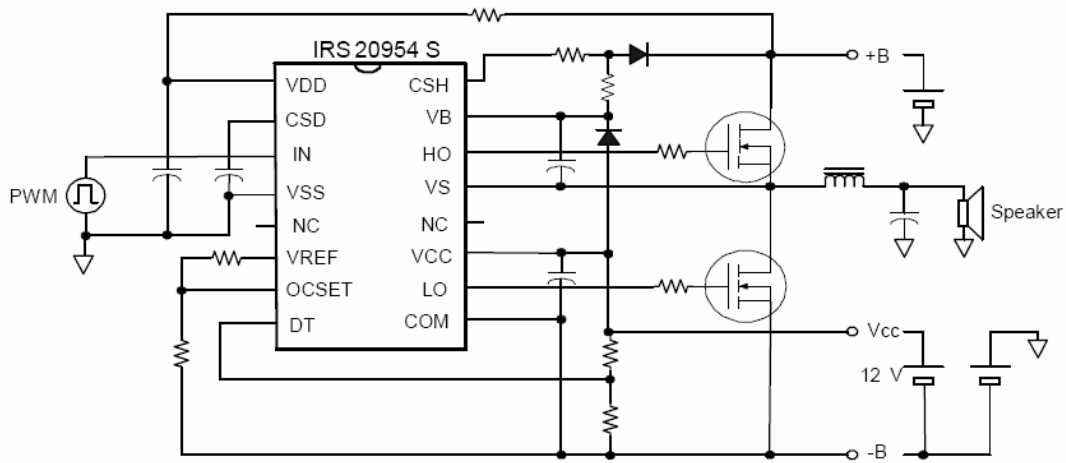 IRS 20954 S
VDD
CSD
IN
VSS
NC
VREF
OCSET
DT
CSH
VB
HO
VS
NC
VCC
LO
COM
PWM
+B
Speaker
Vcc
12 V
-B